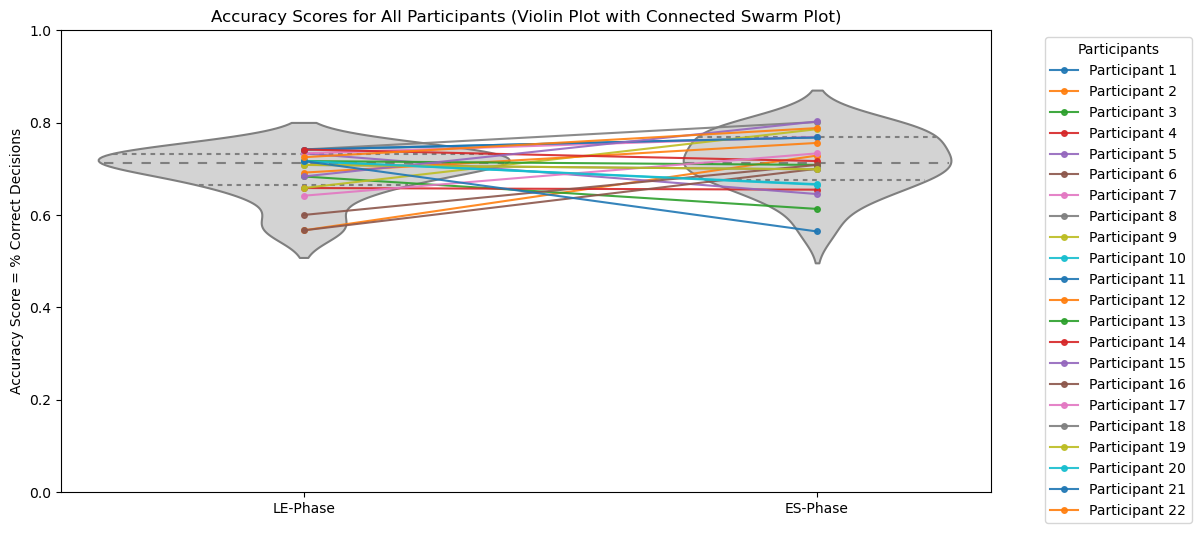 Accuracy Scores for All Participants (Violin Plot with Connected Swarm Plot)
Accuracy Score = % Correct Decisions
1.0
0.8
0.6
0.4
0.2
0.0
LE-Phase
ES-Phase
Participants
Participant 1
Participant 2
Participant 3
Participant 4
Participant 5
Participant 6
Participant 7
Participant 8
Participant 9
Participant 10
Participant 11
Participant 12
Participant 13
Participant 14
Participant 15
Participant 16
Participant 17
Participant 18
Participant 19
Participant 20
Participant 21
Participant 22